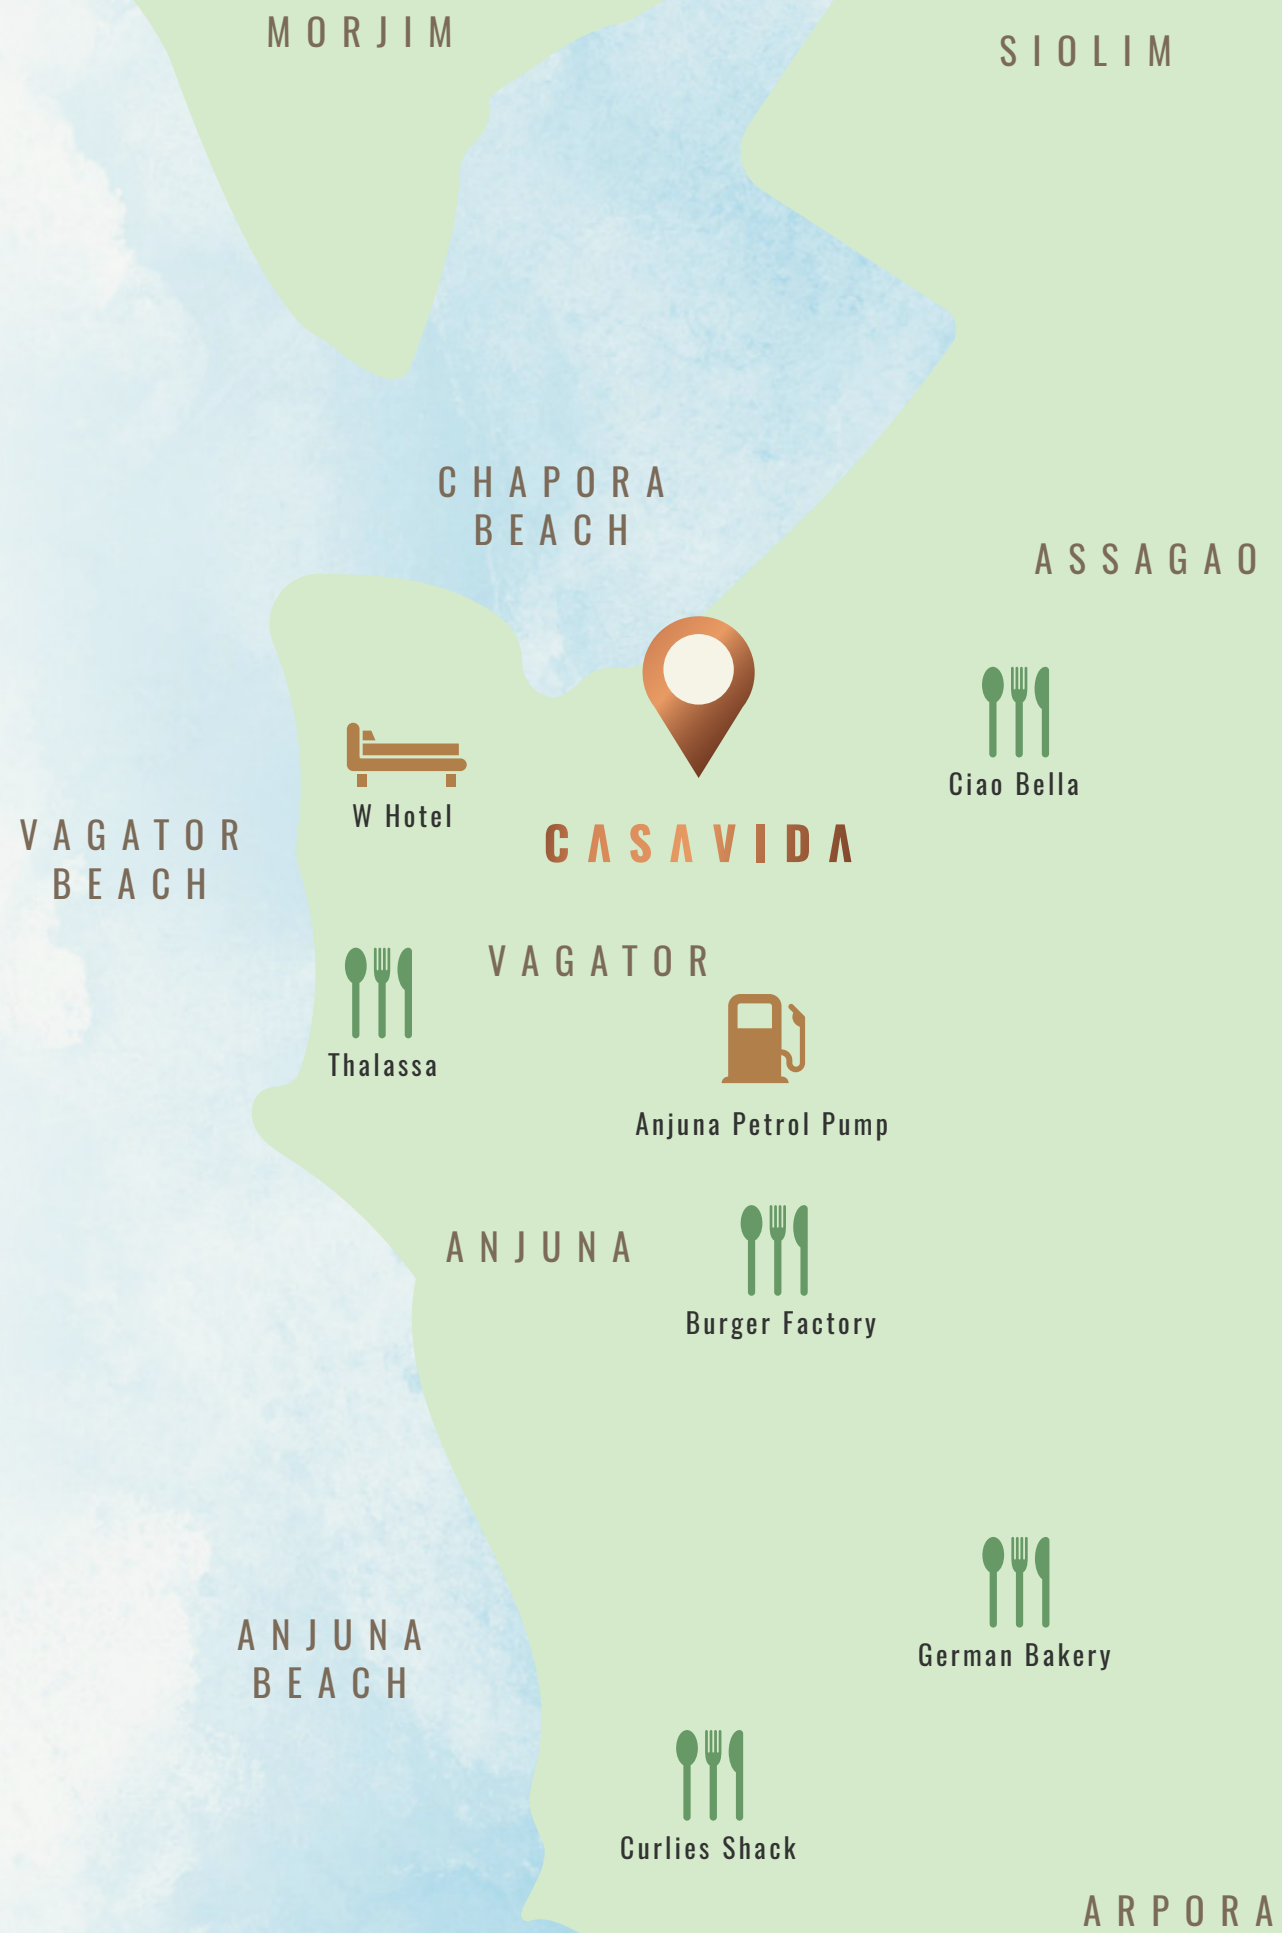 MORJIM
SIOLIM
CHAPORA
BEACH
ASSAGAO
Ciao Bella
W Hotel
CASAVIDA
VAGATOR
BEACH
VAGATOR
Thalassa
Anjuna Petrol Pump
ANJUNA
Burger Factory
ANJUNA
BEACH
German Bakery
Curlies Shack
ARPORA